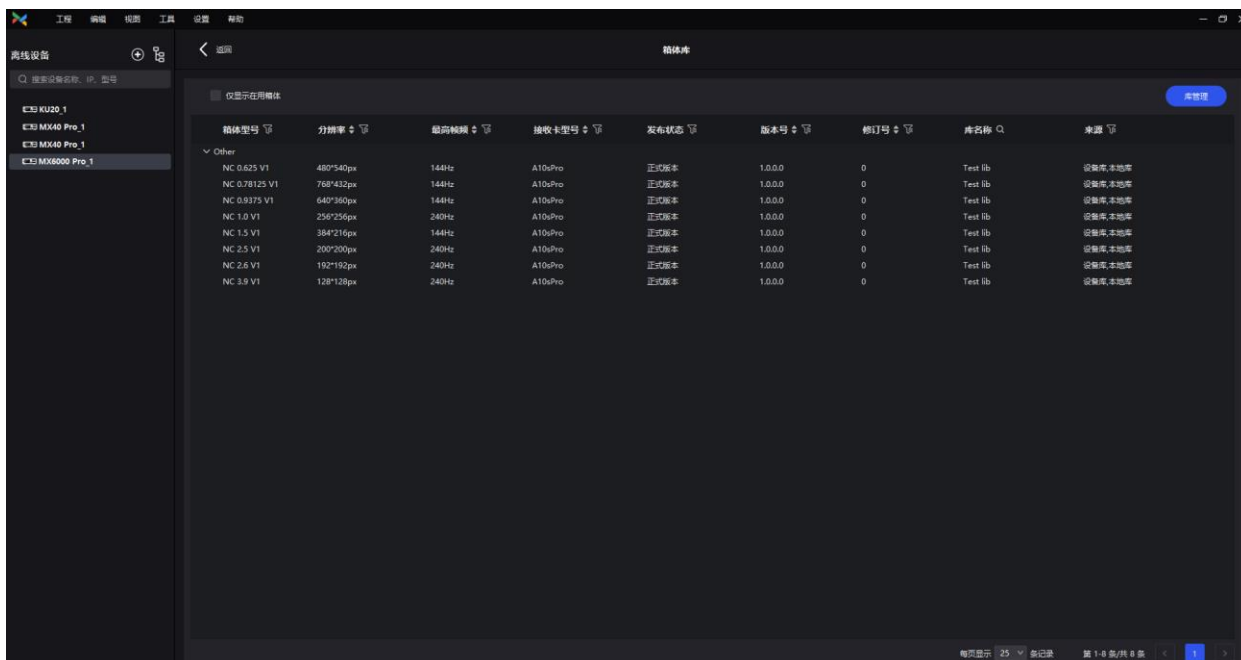 工程 编辑 视图 工具 设置 帮助
离线设备
搜索设备名称、IP、型号
KU20_1
MX40 Pro_1
MX40 Pro_1
MX6000 Pro_1
返回 箱体库
仅显示在用箱体 库管理
箱体型号 分辨率 最高帧频 接收卡型号 发布状态 版本号 修订号 库名称 来源
Other
NC 0.625 V1 480*540px 144Hz A10sPro 正式版本 1.0.0.0 0 Test lib 设备库,本地库
NC 0.78125 V1 768*432px 144Hz A10sPro 正式版本 1.0.0.0 0 Test lib 设备库,本地库
NC 0.9375 V1 640*360px 144Hz A10sPro 正式版本 1.0.0.0 0 Test lib 设备库,本地库
NC 1.0 V1 256*256px 240Hz A10sPro 正式版本 1.0.0.0 0 Test lib 设备库,本地库
NC 1.5 V1 384*216px 144Hz A10sPro 正式版本 1.0.0.0 0 Test lib 设备库,本地库
NC 2.5 V1 200*200px 240Hz A10sPro 正式版本 1.0.0.0 0 Test lib 设备库,本地库
NC 2.6 V1 192*192px 240Hz A10sPro 正式版本 1.0.0.0 0 Test lib 设备库,本地库
NC 3.9 V1 128*128px 240Hz A10sPro 正式版本 1.0.0.0 0 Test lib 设备库,本地库
每页显示 25 条记录 第 1-8 条/共 8 条 1